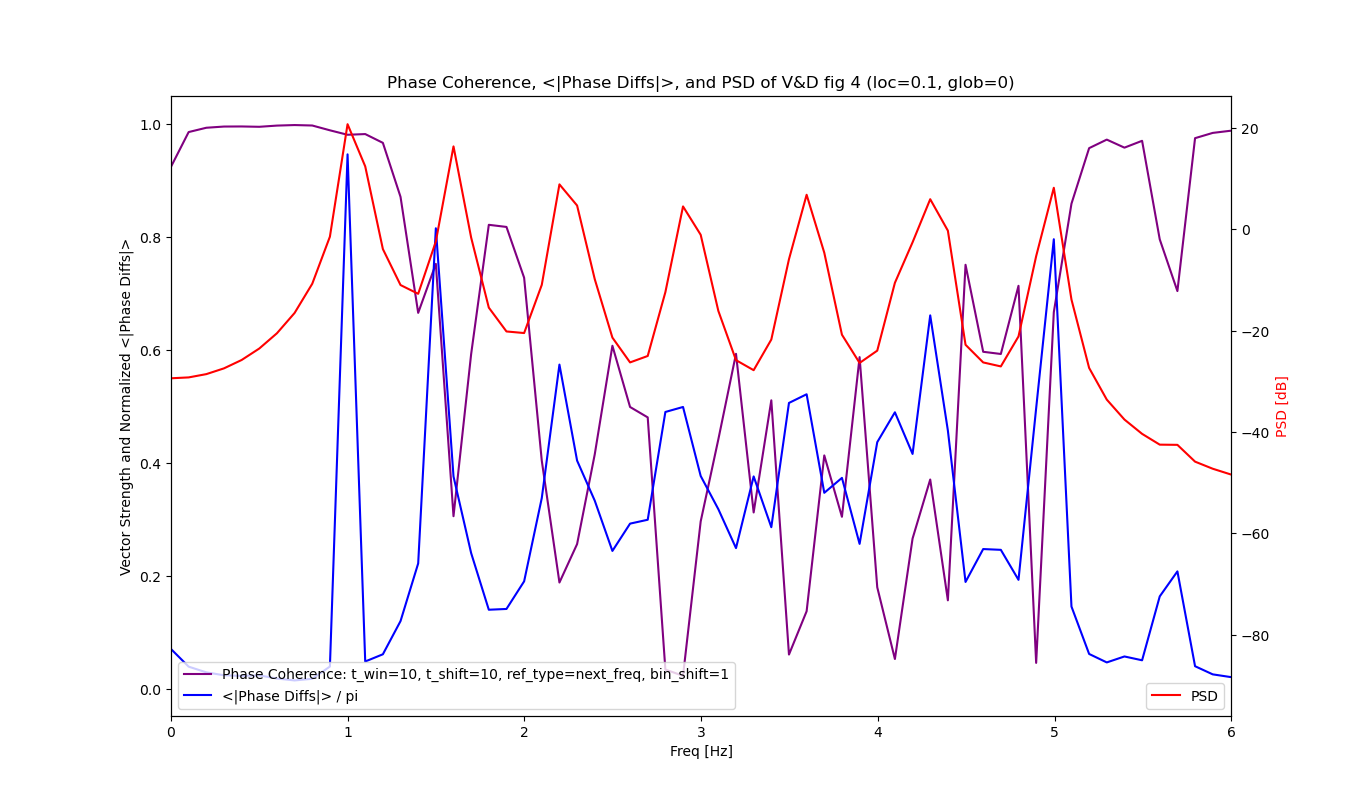 Phase Coherence, <|Phase Diffs|>, and PSD of V&D fig 4 (loc=0.1, glob=0)
Vector Strength and Normalized <|Phase Diffs|>
1.0
0.8
0.6
0.4
0.2
0.0
20
0
−20
−40
−60
−80
PSD [dB]
Phase Coherence: t_win=10, t_shift=10, ref_type=next_freq, bin_shift=1
<|Phase Diffs|> / pi
PSD
0 1 2 3 4 5 6
Freq [Hz]